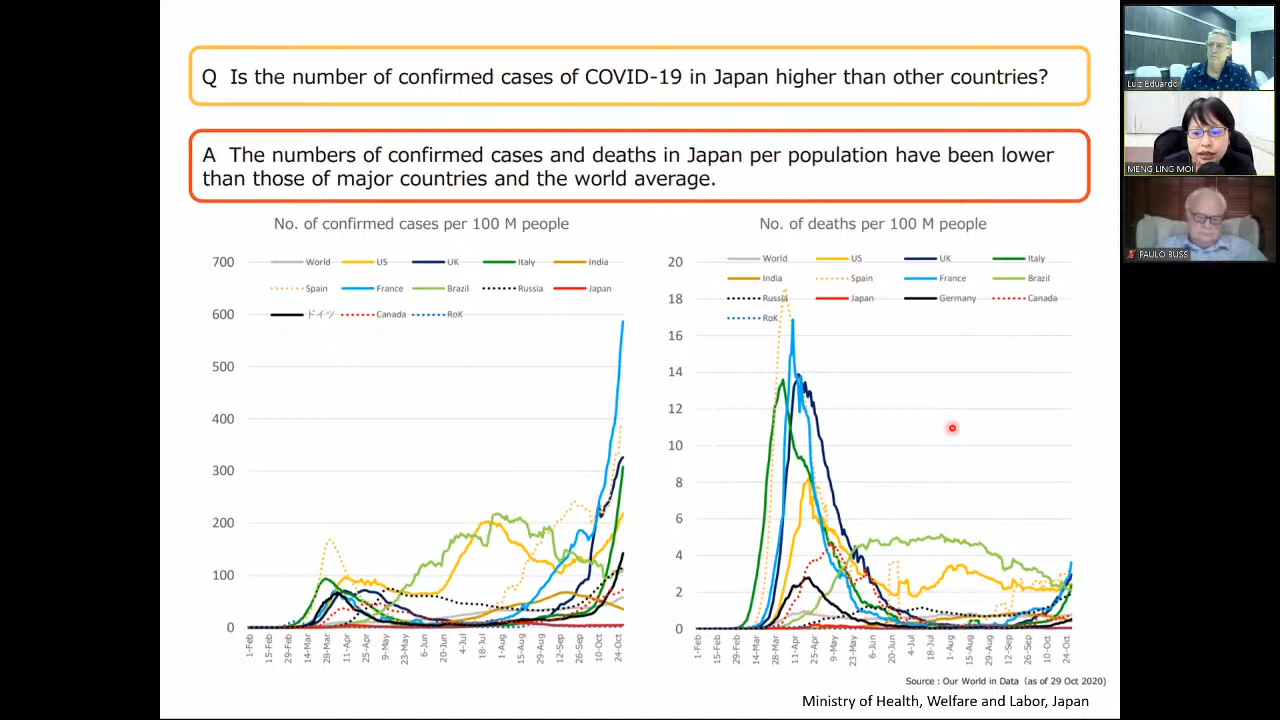 Q Is the number of confirmed cases of COVID-19 in Japan higher than other countries?
A The numbers of confirmed cases and deaths in Japan per population have been lower
than those of major countries and the world average.
No. of confirmed cases per 100 M people
700
600
500
400
300
200
100
0
World US UK Italy India
Spain France Brazil Russia Japan
ドイツ Canada RoK
1-Feb 15-Feb 29-Feb 14-Mar 28-Mar 11-Apr 25-Apr 9-May 23-May 6-Jun 20-Jun 4-Jul 18-Jul 1-Aug 15-Aug 29-Aug 12-Sep 26-Sep 10-Oct 24-Oct
No. of deaths per 100 M people
20
18
16
14
12
10
8
6
4
2
0
World US UK Italy
India Spain France Brazil
Russia Japan Germany Canada
RoK
1-Feb 15-Feb 29-Feb 14-Mar 28-Mar 11-Apr 25-Apr 9-May 23-May 6-Jun 20-Jun 4-Jul 18-Jul 1-Aug 15-Aug 29-Aug 12-Sep 26-Sep 10-Oct 24-Oct
Source : Our World in Data (as of 29 Oct 2020)
Ministry of Health, Welfare and Labor, Japan
Luiz Eduardo
MENG LING MOI
PAULO BUSS